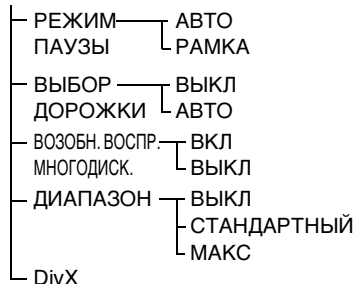 РЕЖИМ АВТО
ПАУЗЫ РАМКА
ВЫБОР ВЫКЛ
ДОРОЖКИ АВТО
ВОЗОБН. ВОСПР. ВКЛ
МНОГОДИСК. ВЫКЛ
ДИАПАЗОН ВЫКЛ
СТАНДАРТНЫЙ
МАКС
DivX